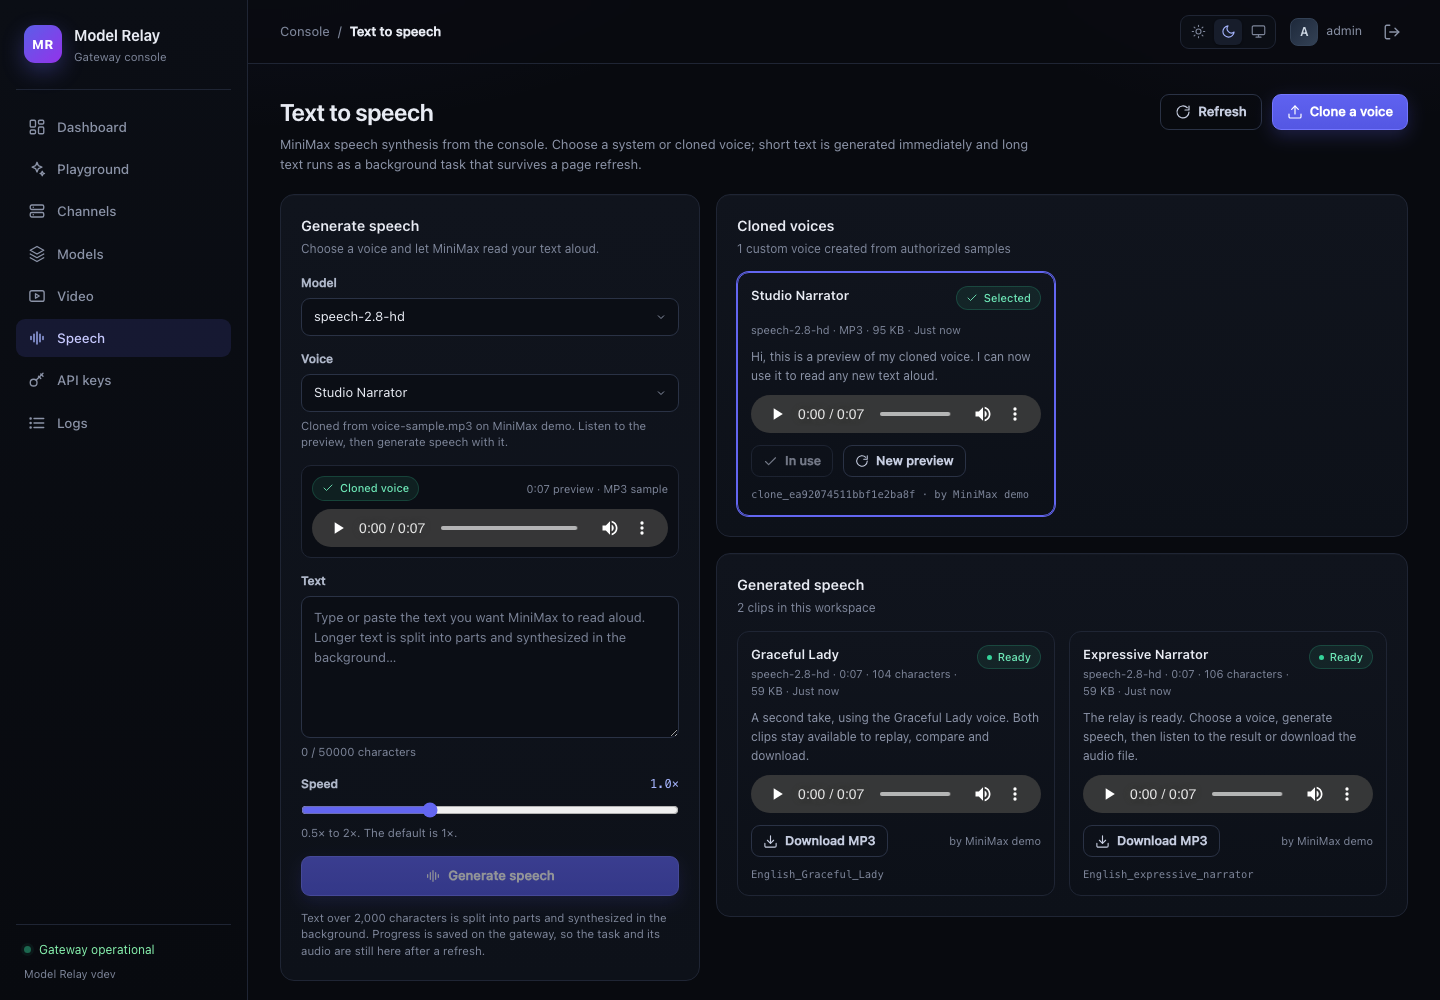 MR
Model Relay
Gateway console
Dashboard
Playground
Channels
Models
Video
Speech
API keys
Logs
Gateway operational
Model Relay vdev
Console / Text to speech
A admin
Text to speech
MiniMax speech synthesis from the console. Choose a system or cloned voice; short text is generated immediately and long
text runs as a background task that survives a page refresh.
Refresh
Clone a voice
Generate speech
Choose a voice and let MiniMax read your text aloud.
Model
speech-2.8-hd
Voice
Studio Narrator
Cloned from voice-sample.mp3 on MiniMax demo. Listen to the
preview, then generate speech with it.
Cloned voice
0:07 preview · MP3 sample
0:00 / 0:07
Text
Type or paste the text you want MiniMax to read aloud.
Longer text is split into parts and synthesized in the
background...
0 / 50000 characters
Speed
1.0×
0.5× to 2×. The default is 1×.
Generate speech
Text over 2,000 characters is split into parts and synthesized in the
background. Progress is saved on the gateway, so the task and its
audio are still here after a refresh.
Cloned voices
1 custom voice created from authorized samples
Studio Narrator
Selected
speech-2.8-hd · MP3 · 95 KB · Just now
Hi, this is a preview of my cloned voice. I can now
use it to read any new text aloud.
0:00 / 0:07
In use
New preview
clone_ea92074511bbf1e2ba8f · by MiniMax demo
Generated speech
2 clips in this workspace
Graceful Lady
Ready
speech-2.8-hd · 0:07 · 104 characters ·
59 KB · Just now
A second take, using the Graceful Lady voice. Both
clips stay available to replay, compare and
download.
0:00 / 0:07
Download MP3
by MiniMax demo
English_Graceful_Lady
Expressive Narrator
Ready
speech-2.8-hd · 0:07 · 106 characters ·
59 KB · Just now
The relay is ready. Choose a voice, generate
speech, then listen to the result or download the
audio file.
0:00 / 0:07
Download MP3
by MiniMax demo
English_expressive_narrator